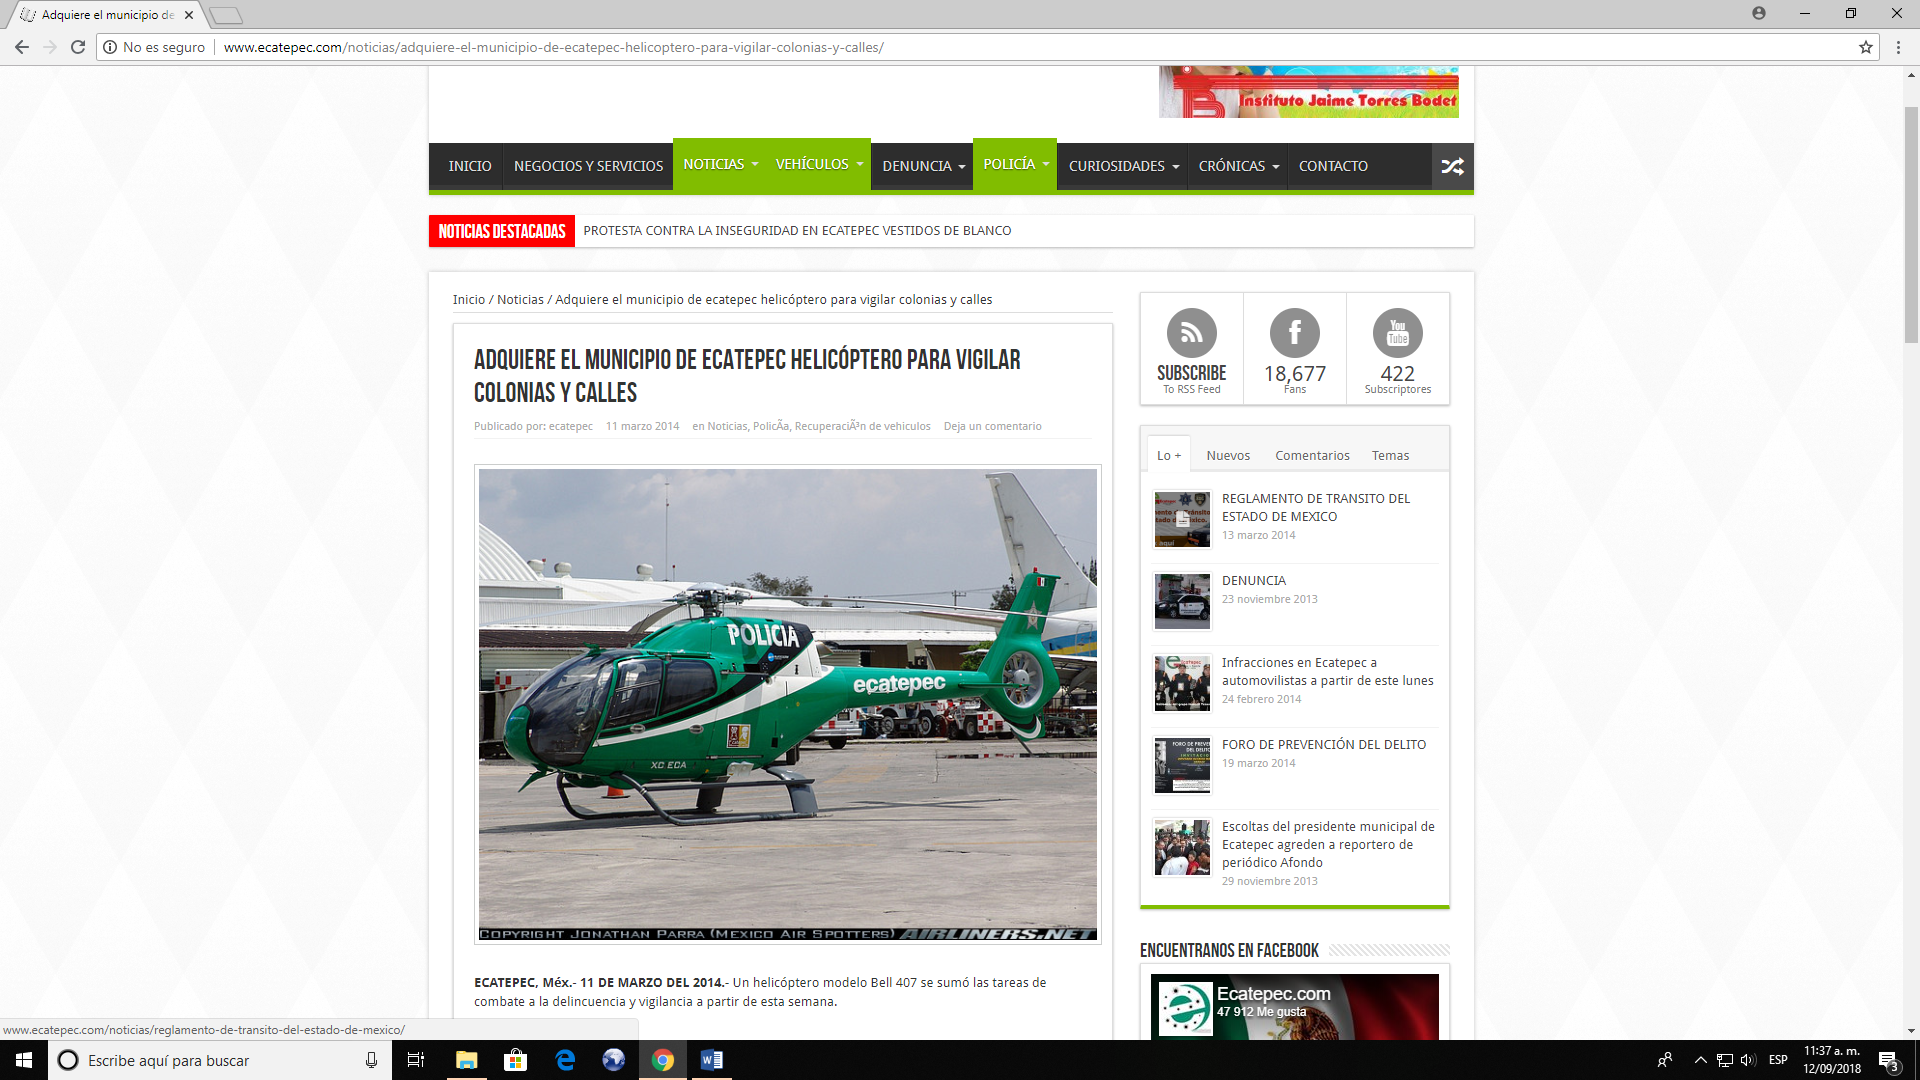 Adquiere el municipio de
No es seguro
www.ecatepec.com/noticias/adquiere-el-municipio-de-ecatepec-helicoptero-para-vigilar-colonias-y-calles/
Instituto Jaime Torres Bodet
INICIO
NEGOCIOS Y SERVICIOS
NOTICIAS
VEHÍCULOS
DENUNCIA
POLICÍA
CURIOSIDADES
CRÓNICAS
CONTACTO
NOTICIAS DESTACADAS
PROTESTA CONTRA LA INSEGURIDAD EN ECATEPEC VESTIDOS DE BLANCO
Inicio / Noticias / Adquiere el municipio de ecatepec helicóptero para vigilar colonias y calles
ADQUIERE EL MUNICIPIO DE ECATEPEC HELICÓPTERO PARA VIGILAR
COLONIAS Y CALLES
Publicado por: ecatepec 11 marzo 2014 en Noticias, PolicÃ­a, RecuperaciÃ³n de vehiculos Deja un comentario
POLICIA
ecatepec
XC ECA
COPYRIGHT JONATHAN PARRA (MEXICO AIR SPOTTERS) AIRLINERS.NET
ECATEPEC, Méx.- 11 DE MARZO DEL 2014.- Un helicóptero modelo Bell 407 se sumó las tareas de
combate a la delincuencia y vigilancia a partir de esta semana.
SUBSCRIBE
To RSS Feed
18,677
Fans
You
Tube
422
Subscriptores
Lo +
Nuevos
Comentarios
Temas
REGLAMENTO DE TRANSITO DEL
ESTADO DE MEXICO
13 marzo 2014
DENUNCIA
23 noviembre 2013
Infracciones en Ecatepec a
automovilistas a partir de este lunes
24 febrero 2014
FORO DE PREVENCIÓN DEL DELITO
19 marzo 2014
Escoltas del presidente municipal de
Ecatepec agreden a reportero de
periódico Afondo
29 noviembre 2013
ENCUENTRANOS EN FACEBOOK
Ecatepec.com
47 912 Me gusta
www.ecatepec.com/noticias/reglamento-de-transito-del-estado-de-mexico/
Escribe aquí para buscar
ESP
11:37 a. m.
12/09/2018
3